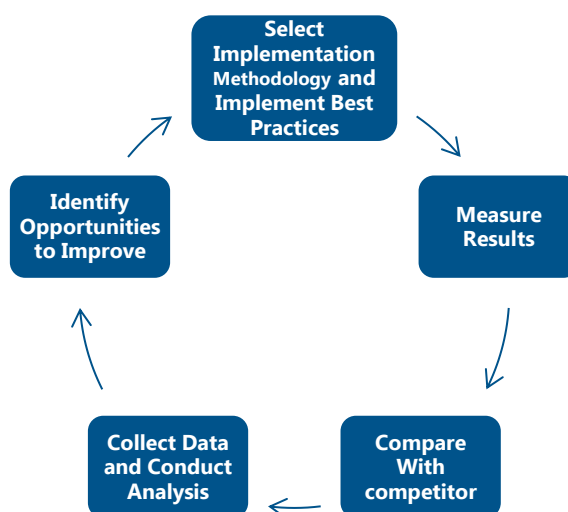 Select
Implementation
Methodology and
Implement Best
Practices
Measure
Results
Compare
With
competitor
Collect Data
and Conduct
Analysis
Identify
Opportunities
to Improve